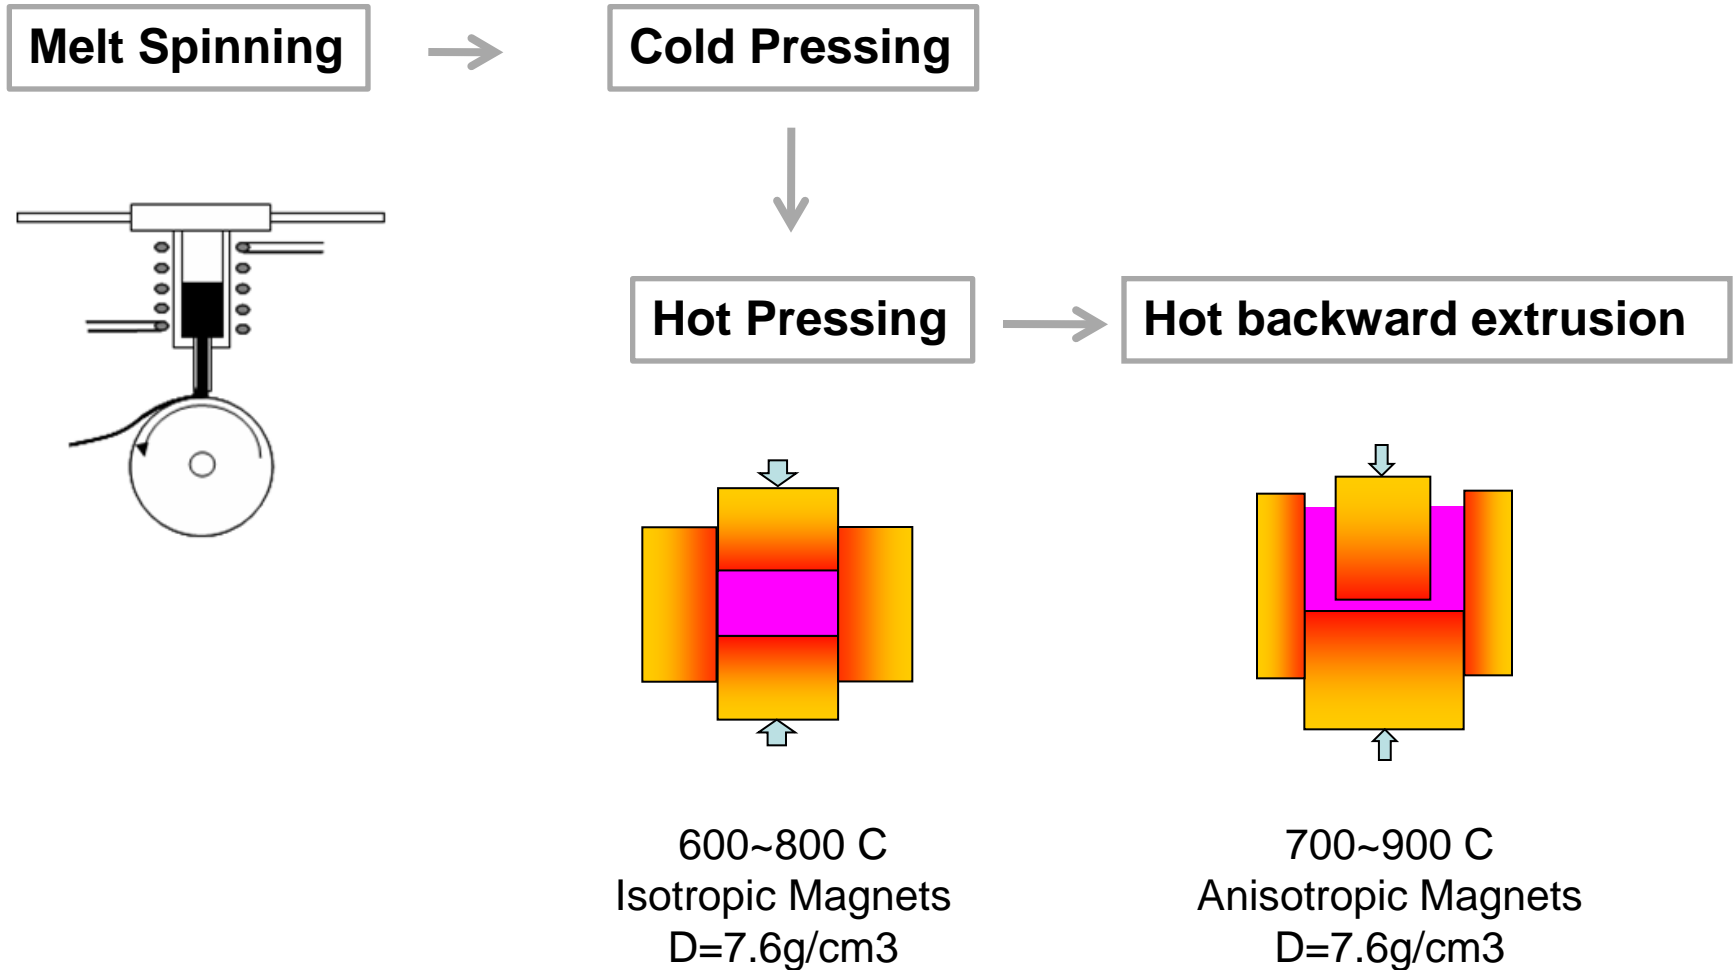 Melt Spinning
Cold Pressing
Hot Pressing
Hot backward extrusion
600~800 C
Isotropic Magnets
D=7.6g/cm3
700~900 C
Anisotropic Magnets
D=7.6g/cm3